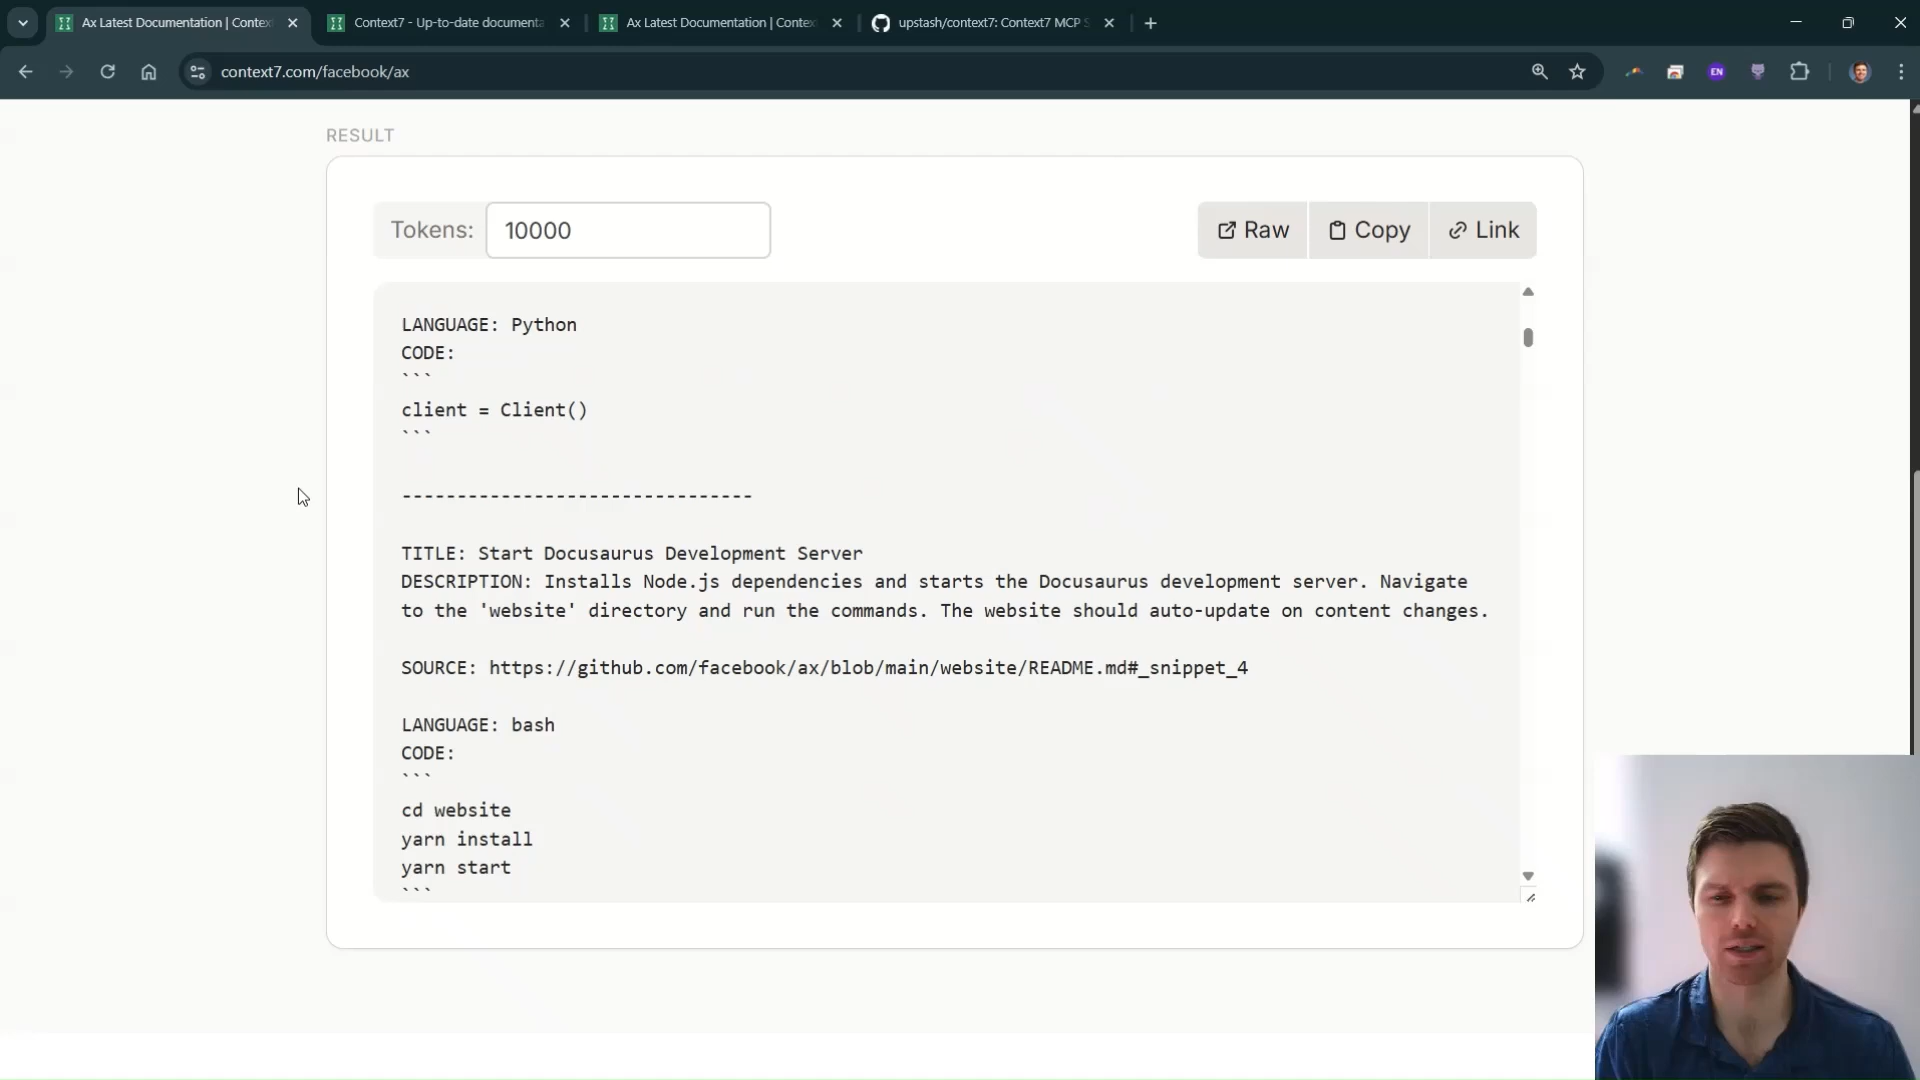 Ax Latest Documentation | Contex
Context7 - Up-to-date documenta
Ax Latest Documentation | Contex
upstash/context7: Context7 MCP S
context7.com/facebook/ax
EN
RESULT
Tokens: 10000
Raw
Copy
Link
LANGUAGE: Python
CODE:
```
client = Client()
```
--------------------------------
TITLE: Start Docusaurus Development Server
DESCRIPTION: Installs Node.js dependencies and starts the Docusaurus development server. Navigate
to the 'website' directory and run the commands. The website should auto-update on content changes.
SOURCE: https://github.com/facebook/ax/blob/main/website/README.md#_snippet_4
LANGUAGE: bash
CODE:
```
cd website
yarn install
yarn start
```